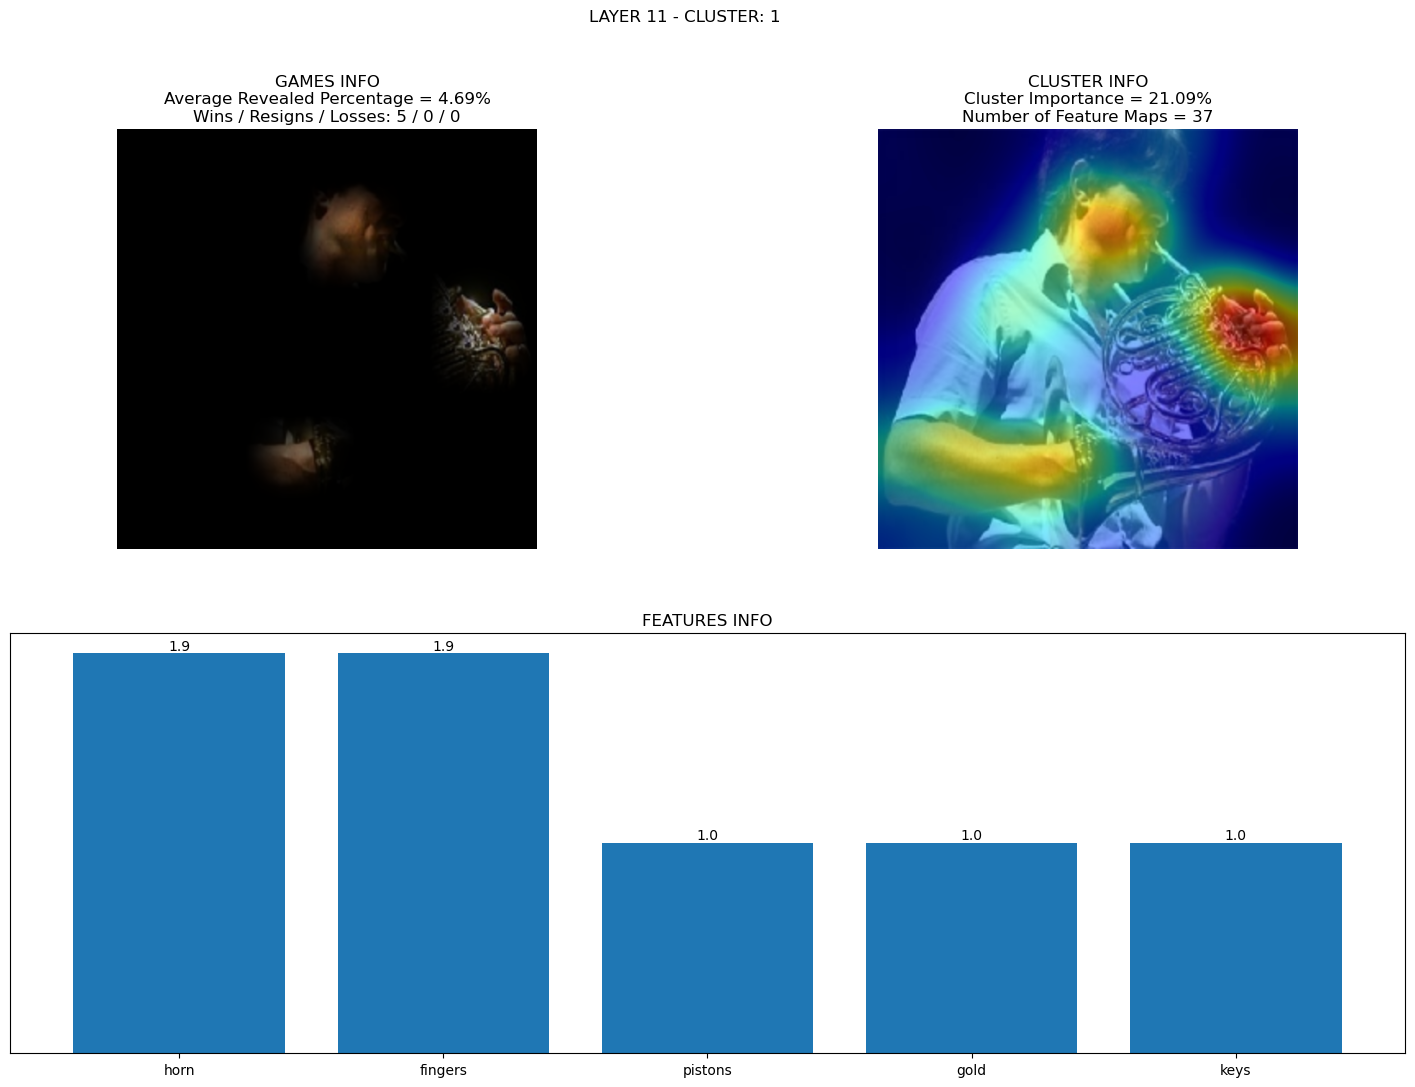 LAYER 11 - CLUSTER: 1
GAMES INFO
Average Revealed Percentage = 4.69%
Wins / Resigns / Losses: 5 / 0 / 0
CLUSTER INFO
Cluster Importance = 21.09%
Number of Feature Maps = 37
FEATURES INFO
1.9
1.9
1.0
1.0
1.0
horn
fingers
pistons
gold
keys